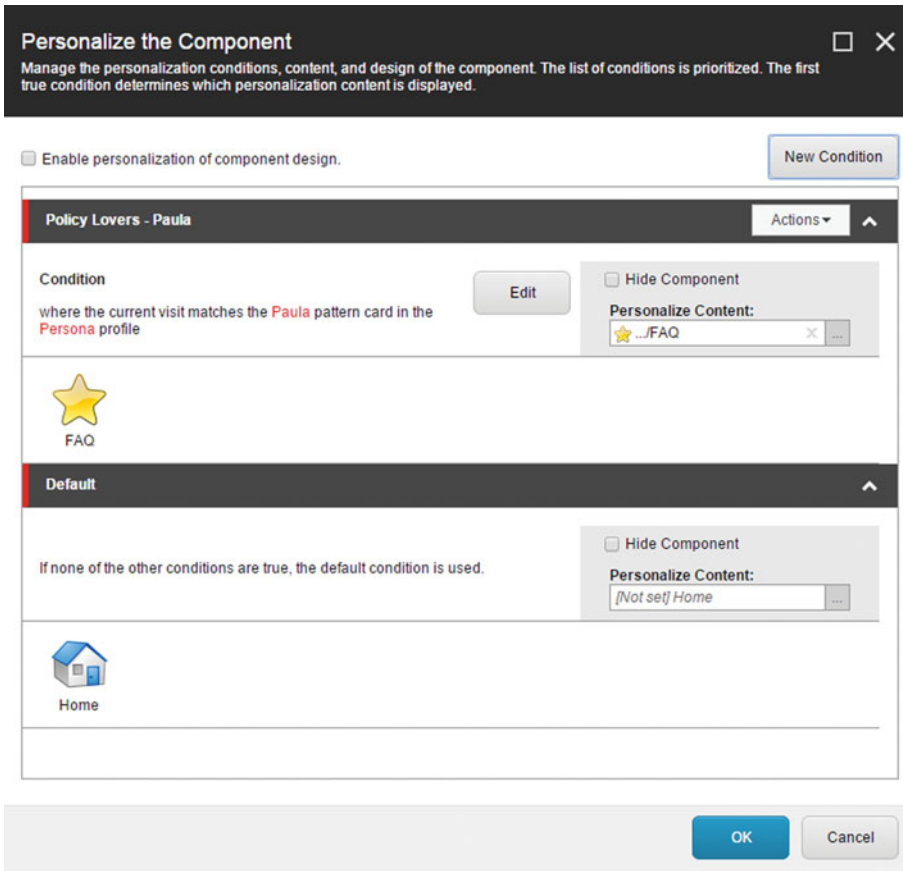 Personalize the Component
Manage the personalization conditions, content, and design of the component. The list of conditions is prioritized. The first
true condition determines which personalization content is displayed.
Enable personalization of component design.
New Condition
Policy Lovers - Paula
Actions
Condition
where the current visit matches the Paula pattern card in the
Persona profile
Edit
Hide Component
Personalize Content:
.../FAQ
...
FAQ
Default
If none of the other conditions are true, the default condition is used.
Hide Component
Personalize Content:
[Not set] Home
...
Home
OK
Cancel